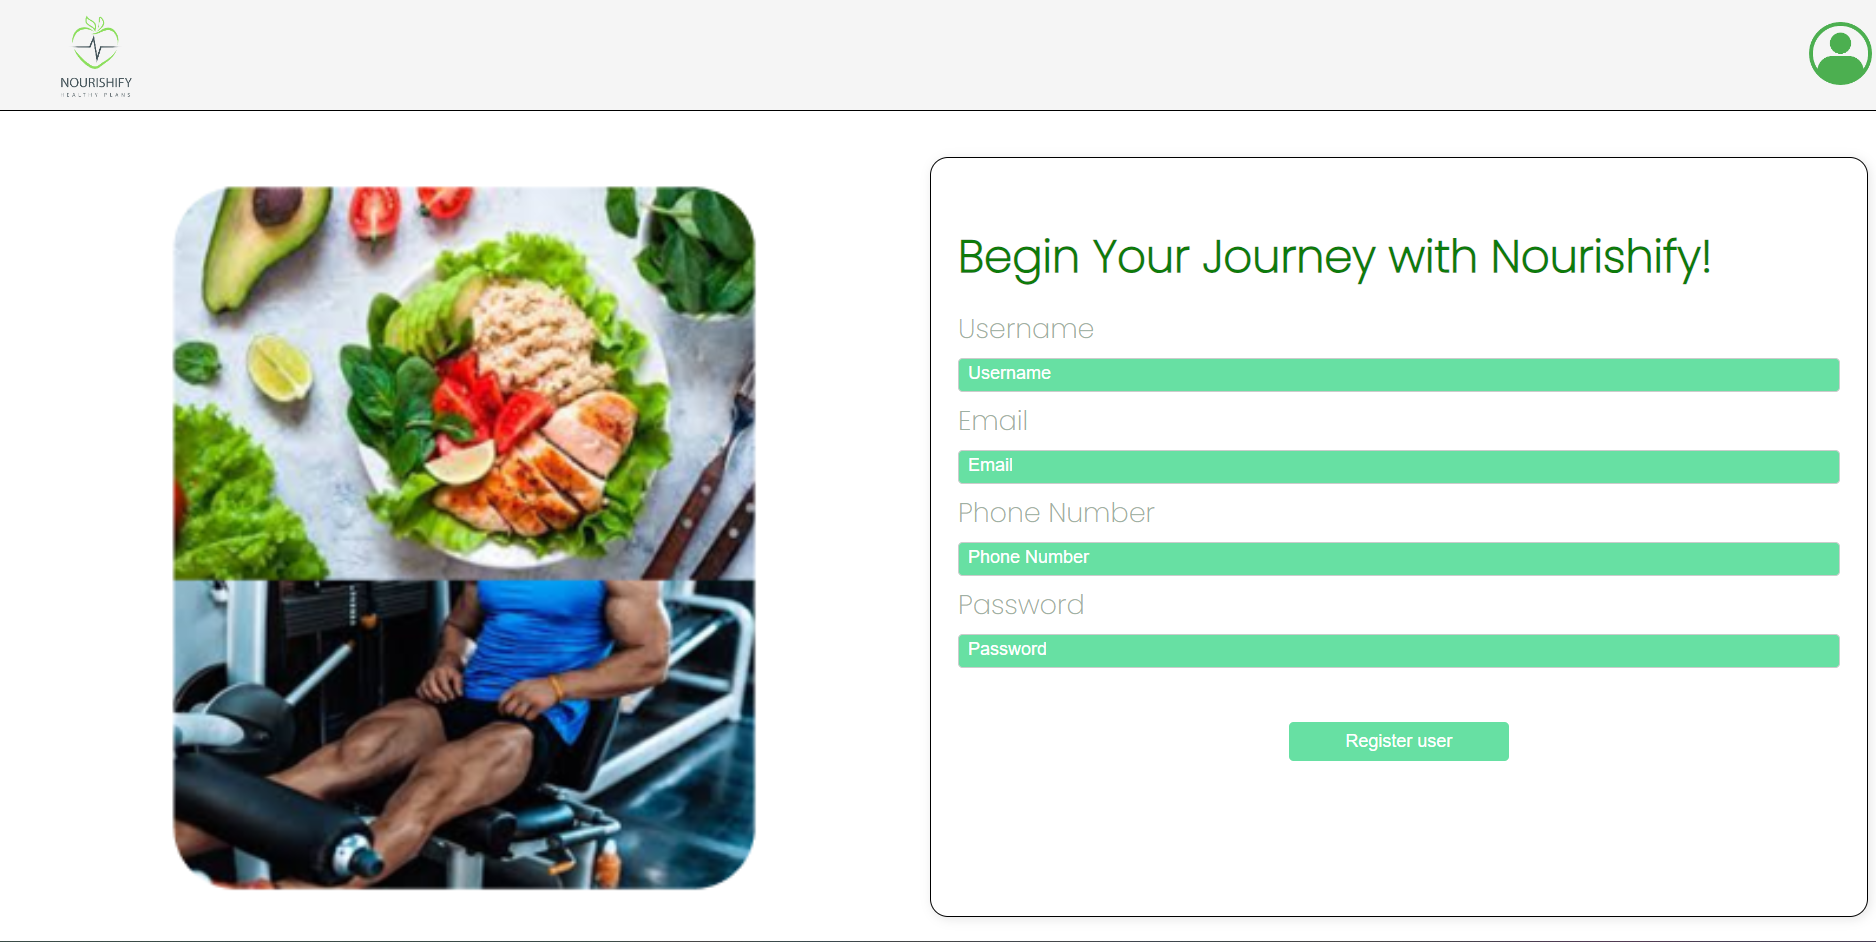 NOURISHIFY
HEALTHY PLANS
Begin Your Journey with Nourishify!
Username
Username
Email
Email
Phone Number
Phone Number
Password
Password
Register user